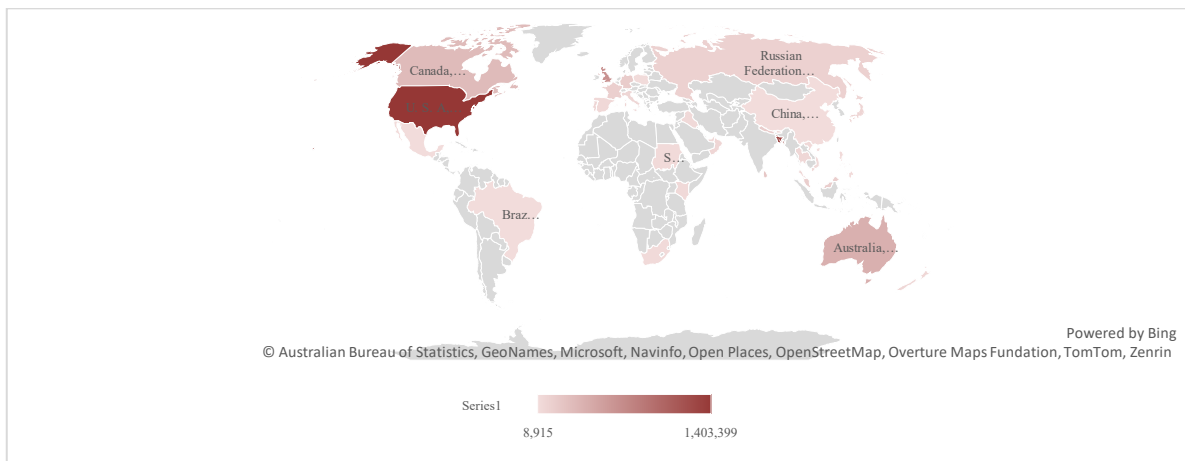 Canada,...
Russian
Federation...
U. S. A.
China,...
S...
Braz...
Australia,...
Powered by Bing
© Australian Bureau of Statistics, GeoNames, Microsoft, Navinfo, Open Places, OpenStreetMap, Overture Maps Fundation, TomTom, Zenrin
Series1
8,915 1,403,399